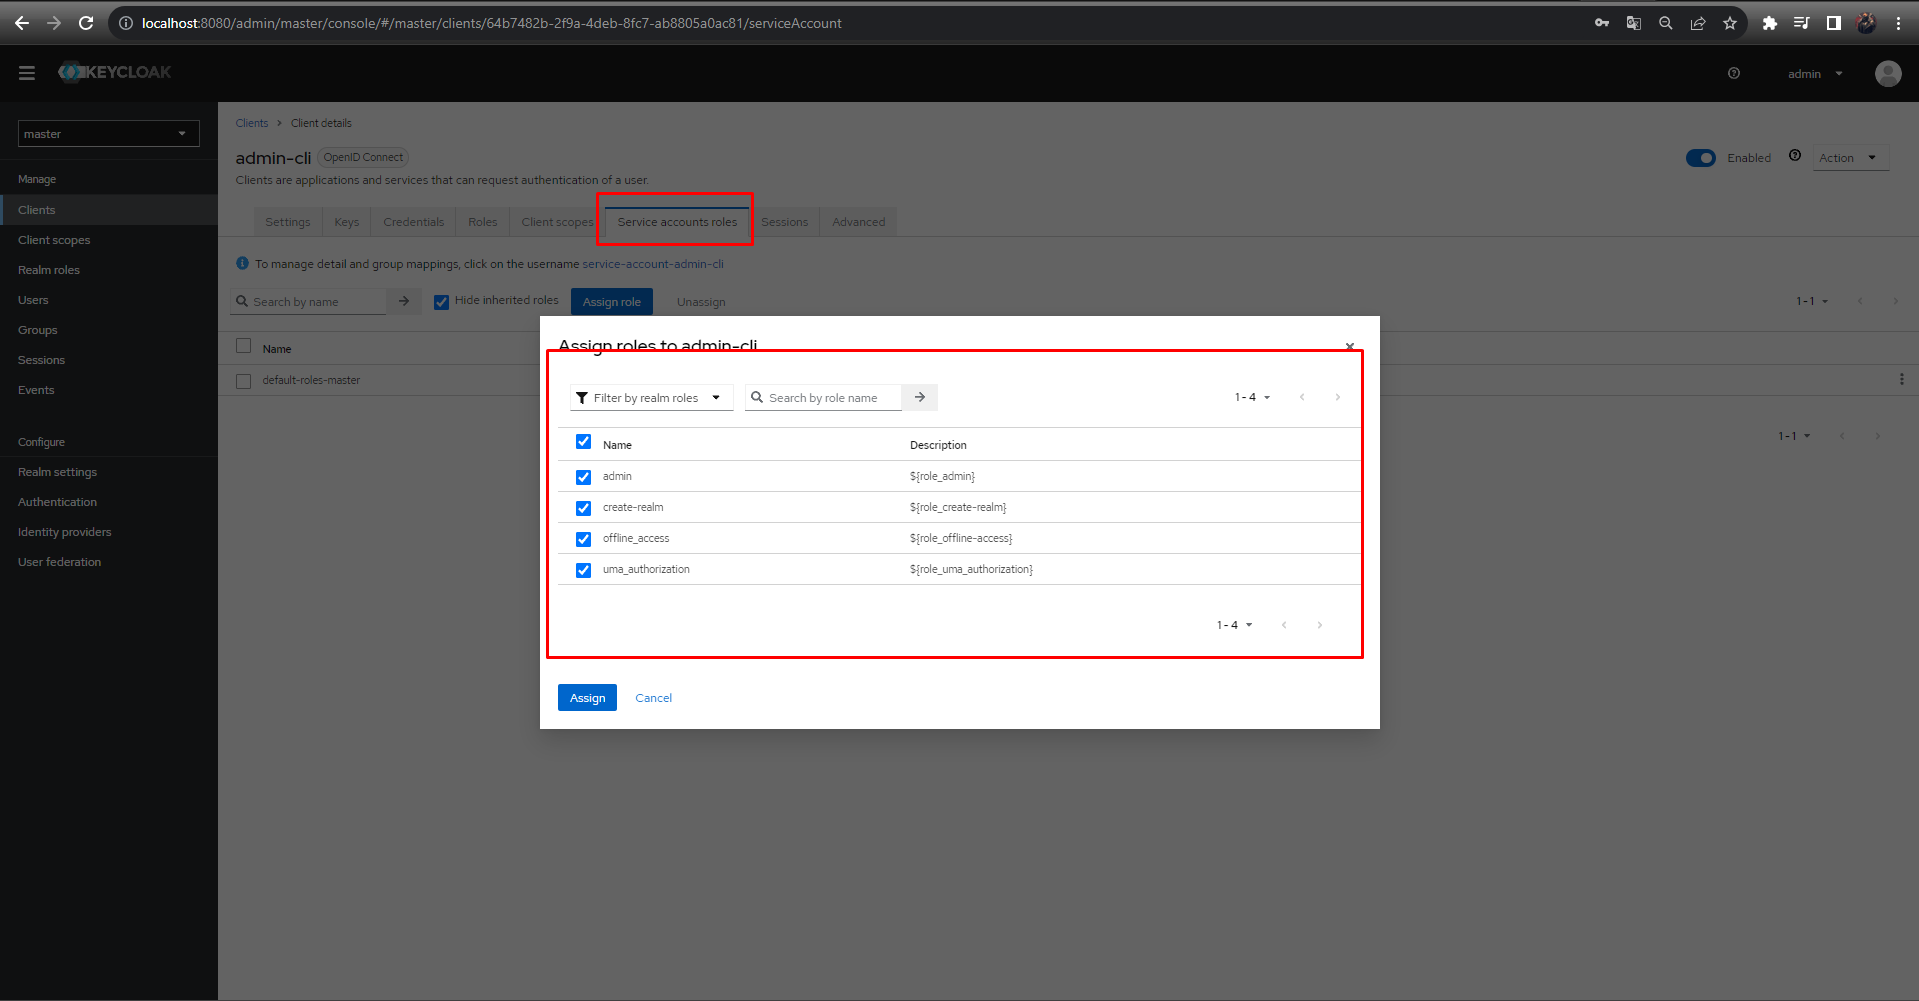 localhost:8080/admin/master/console/#/master/clients/64b7482b-2f9a-4deb-8fc7-ab8805a0ac81/serviceAccount
KEYCLOAK
admin
master
Manage
Clients
Client scopes
Realm roles
Users
Groups
Sessions
Events
Configure
Realm settings
Authentication
Identity providers
User federation
Clients > Client details
admin-cli OpenID Connect
Enabled Action
Clients are applications and services that can request authentication of a user.
Settings Keys Credentials Roles Client scopes Service accounts roles Sessions Advanced
To manage detail and group mappings, click on the username service-account-admin-cli
Search by name Hide inherited roles Assign role Unassign 1-1
Name
default-roles-master
1-1
Assign roles to admin-cli
Filter by realm roles Search by role name 1-4
Name Description
admin ${role_admin}
create-realm ${role_create-realm}
offline_access ${role_offline-access}
uma_authorization ${role_uma_authorization}
1-4
Assign Cancel